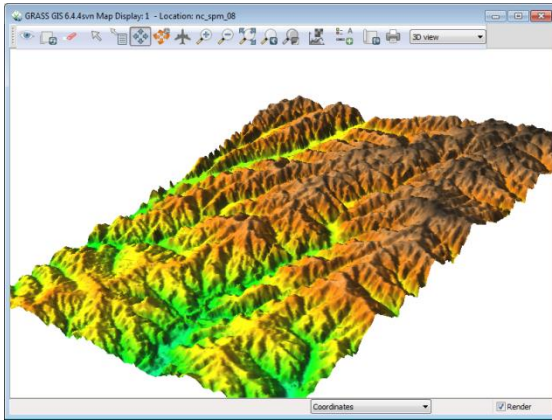 GRASS GIS 6.4.4svn Map Display: 1 - Location: nc_spm_08
3D view
Coordinates
Render